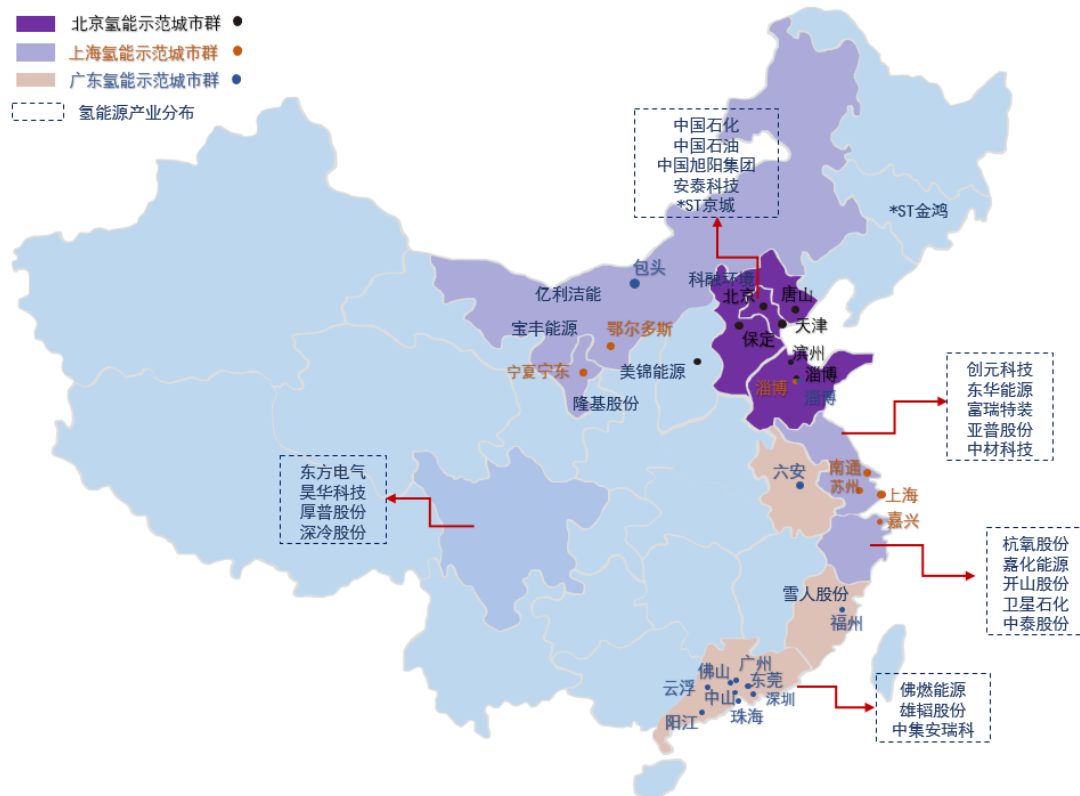 北京氢能示范城市群
上海氢能示范城市群
广东氢能示范城市群
氢能源产业分布
中国石化
中国石油
中国旭阳集团
安泰科技
*ST京城
*ST金鸿
包头
科融环境
亿利洁能
北京
唐山
宝丰能源
鄂尔多斯
天津
保定
滨州
宁夏宁东
美锦能源
淄博
淄博
淄博
隆基股份
创元科技
东华能源
富瑞特装
亚普股份
中材科技
东方电气
昊华科技
厚普股份
深冷股份
六安
南通
苏州
上海
嘉兴
杭氧股份
嘉化能源
开山股份
卫星石化
中泰股份
雪人股份
福州
佛山
广州
云浮
中山
东莞
深圳
阳江
珠海
佛燃能源
雄韬股份
中集安瑞科